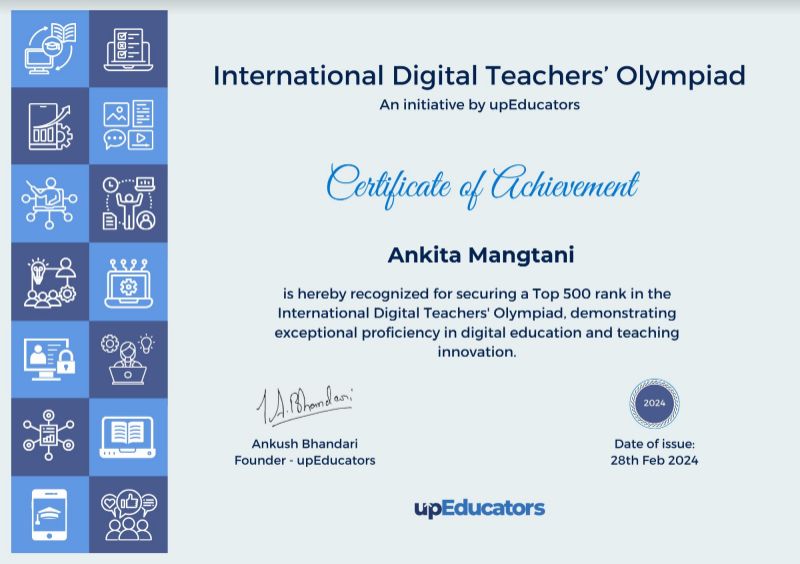 International Digital Teachers’ Olympiad
An initiative by upEducators
Certificate of Achievement
Ankita Mangtani
is hereby recognized for securing a Top 500 rank in the
International Digital Teachers' Olympiad, demonstrating
exceptional proficiency in digital education and teaching
innovation.
A.Bhandari
2024
Ankush Bhandari
Founder - upEducators
Date of issue:
28th Feb 2024
upEducators